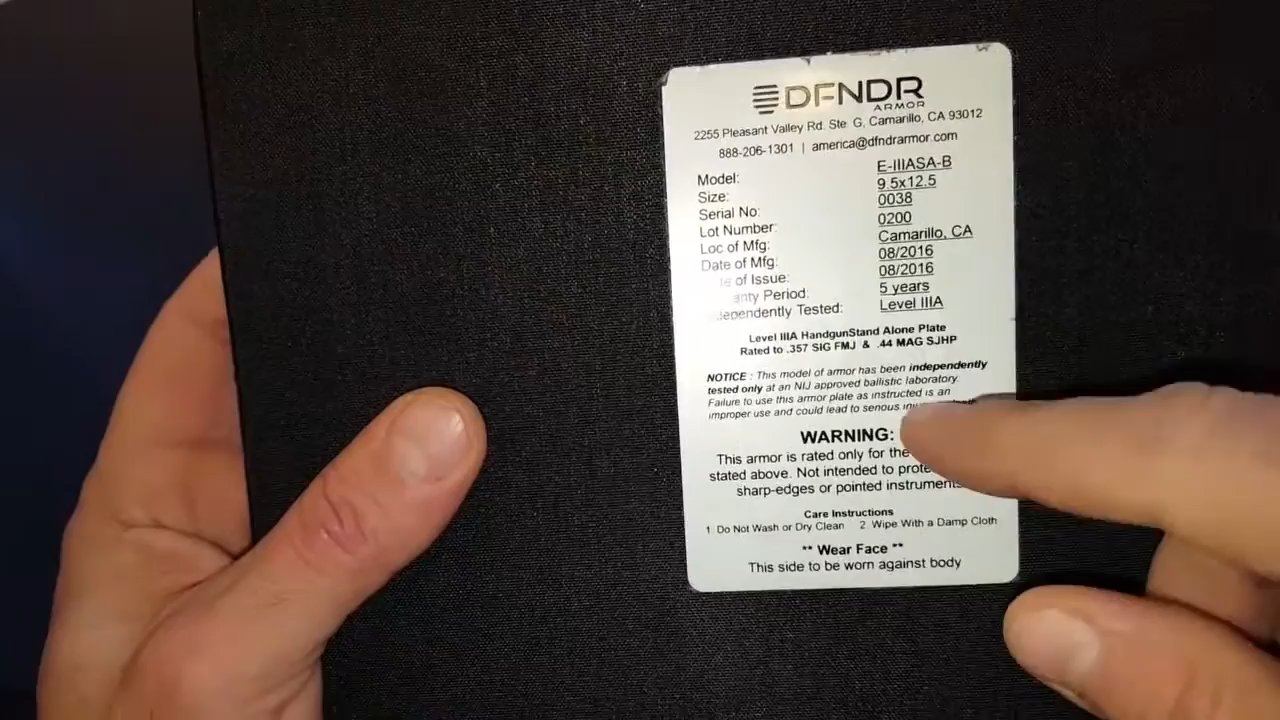 DFNDR
ARMOR
2255 Pleasant Valley Rd. Ste. G, Camarillo, CA 93012
888-206-1301 | america@dfndrarmor.com
Model: E-IIIASA-B
Size: 9.5x12.5
Serial No: 0038
Lot Number: 0200
Loc of Mfg: Camarillo, CA
Date of Mfg: 08/2016
of Issue: 08/2016
Period: 5 years
Tested: Level IIIA
Level IIIA HandgunStand Alone Plate
Rated to .357 SIG FMJ & .44 MAG SJHP
NOTICE : This model of armor has been independently
tested only at an NIJ approved ballistic laboratory.
Failure to use this armor plate as instructed is an
improper use and could lead to serious
WARNING:
This armor is rated only for the
stated above. Not intended to
sharp-edges or pointed instruments
Care Instructions
1 Do Not Wash or Dry Clean 2 Wipe With a Damp Cloth
** Wear Face **
This side to be worn against body